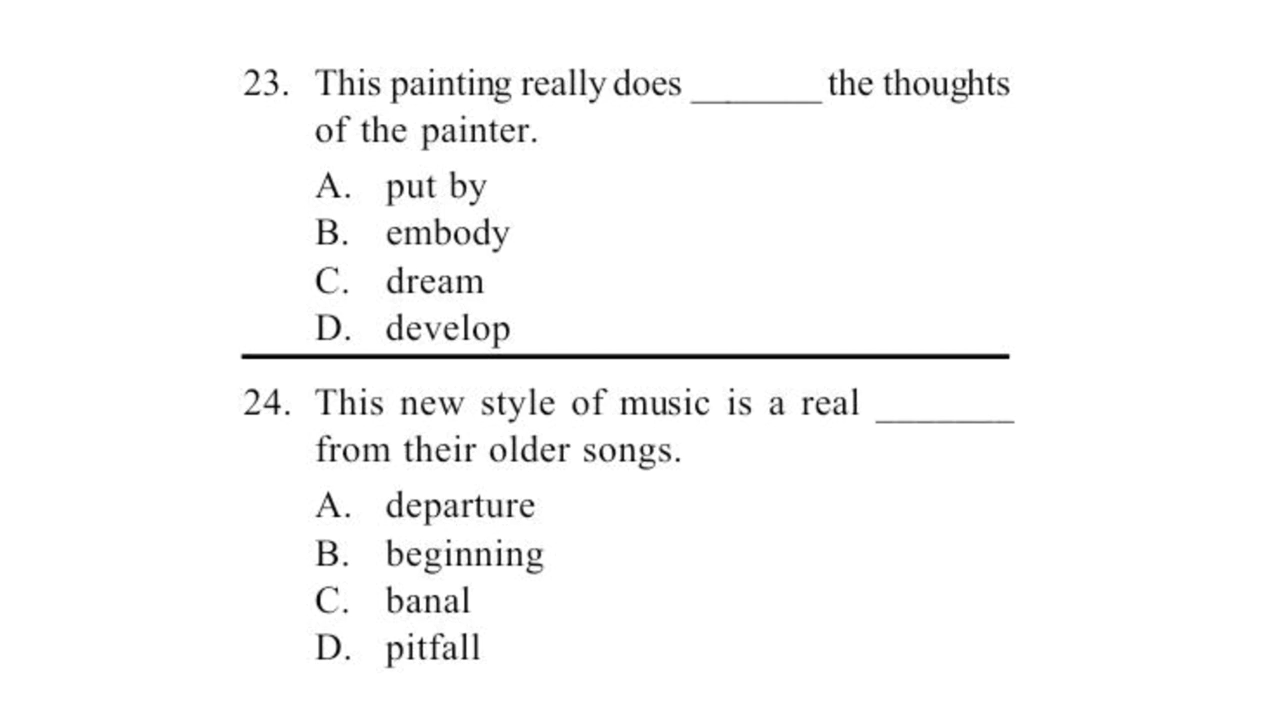 23. This painting really does _______ the thoughts
of the painter.
A. put by
B. embody
C. dream
D. develop
24. This new style of music is a real _______
from their older songs.
A. departure
B. beginning
C. banal
D. pitfall